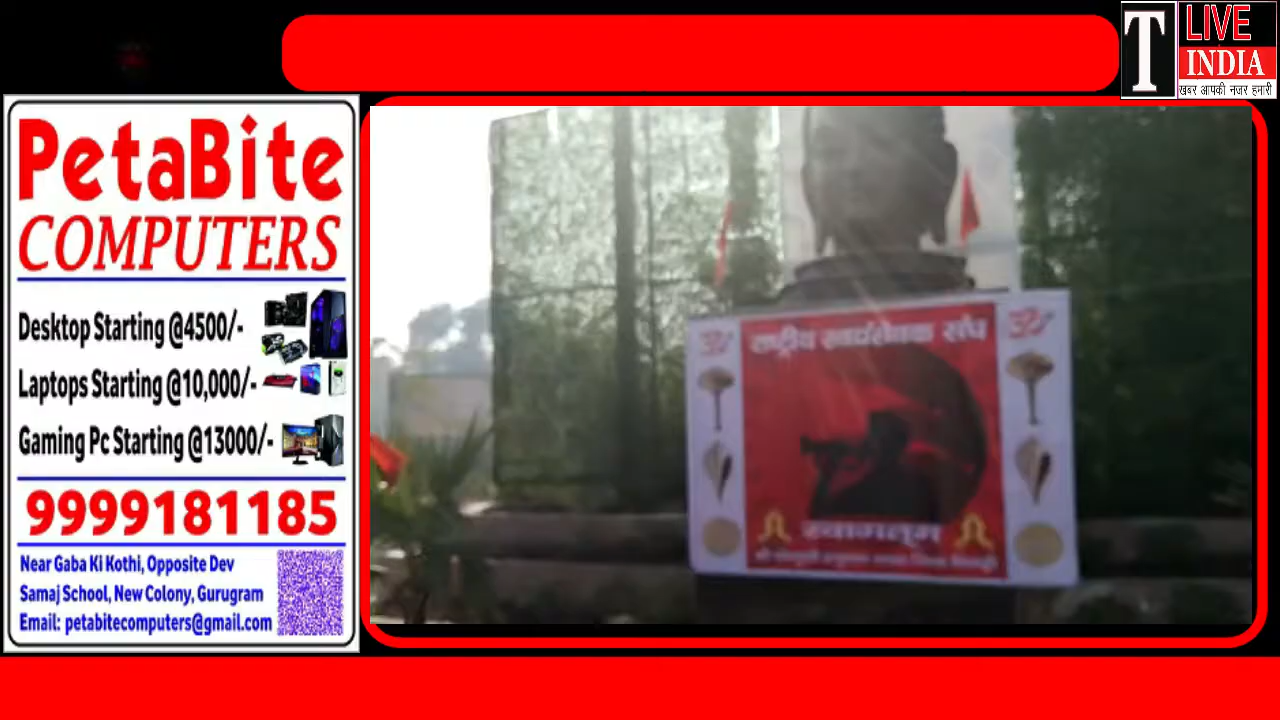 T
LIVE
INDIA
खबर आपकी नजर हमारी
PetaBite
COMPUTERS
Desktop Starting @4500/-
Laptops Starting @10,000/-
Gaming Pc Starting @13000/-
9999181185
Near Gaba Ki Kothi, Opposite Dev
Samaj School, New Colony, Gurugram
Email: petabitecomputers@gmail.com
राष्ट्रीय स्वयंसेवक संघ
स्वागतम